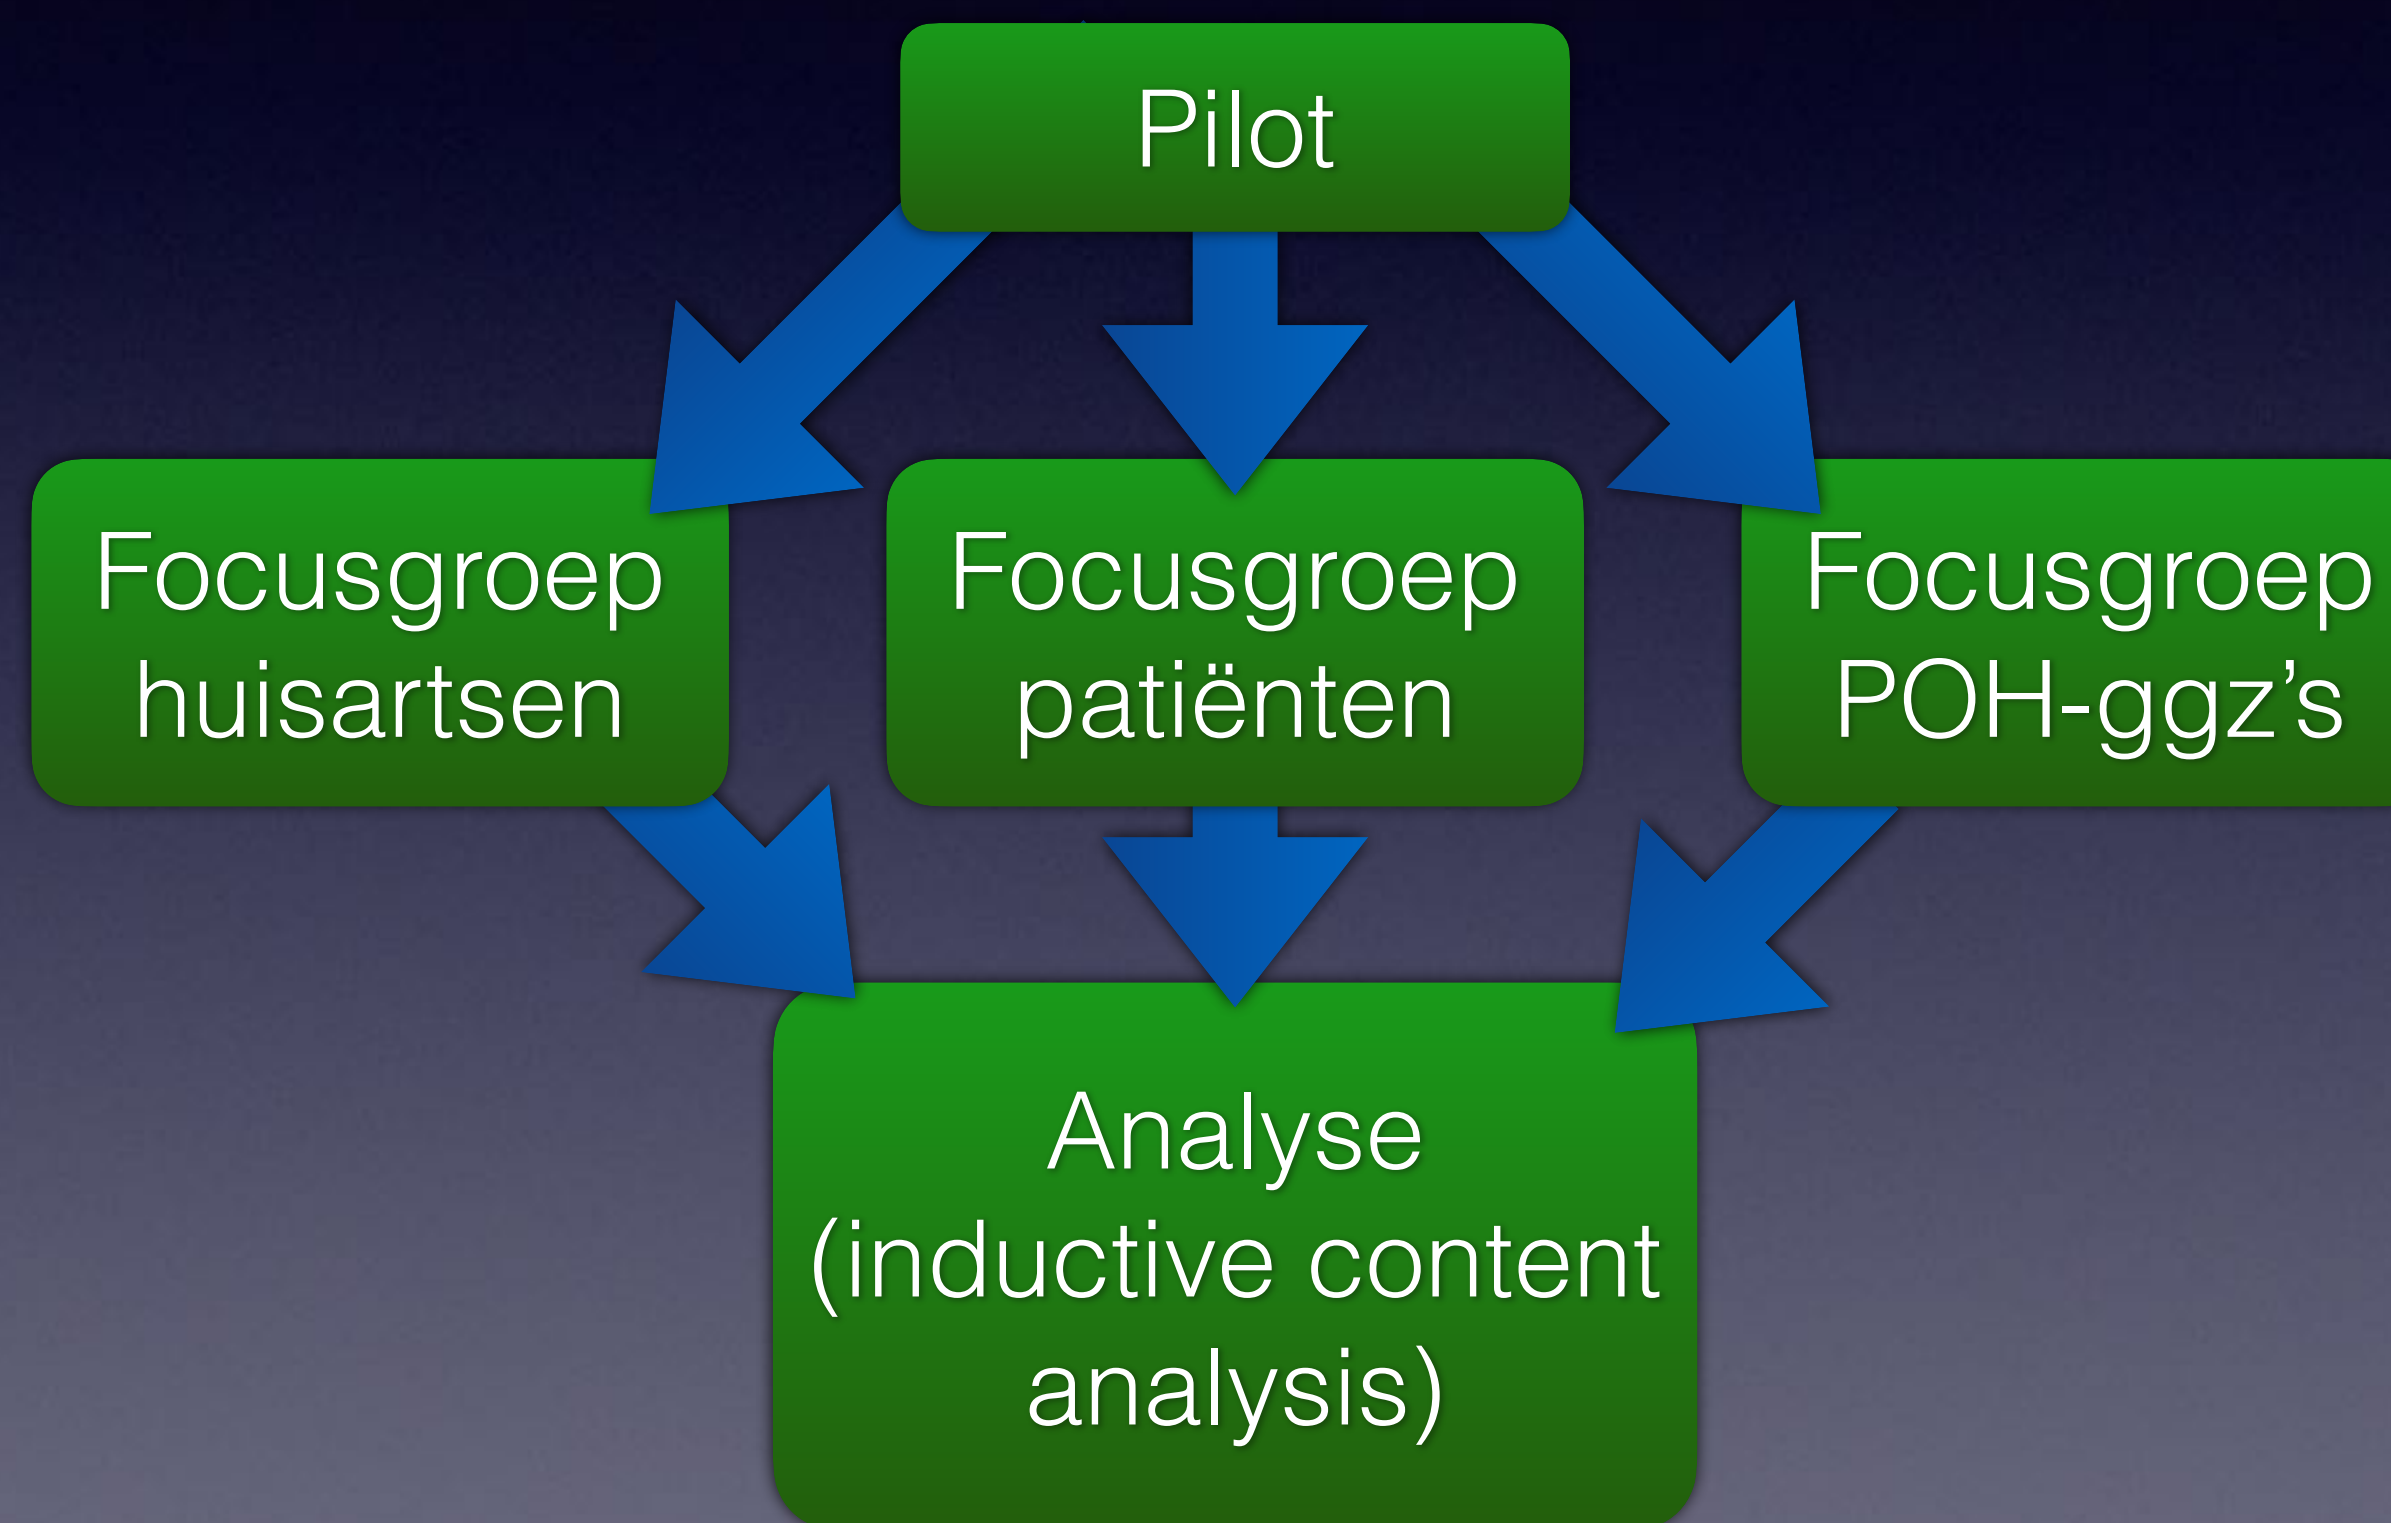 Pilot
Focusgroep
huisartsen
Focusgroep
patiënten
Focusgroep
POH-ggz’s
Analyse
(inductive content
analysis)